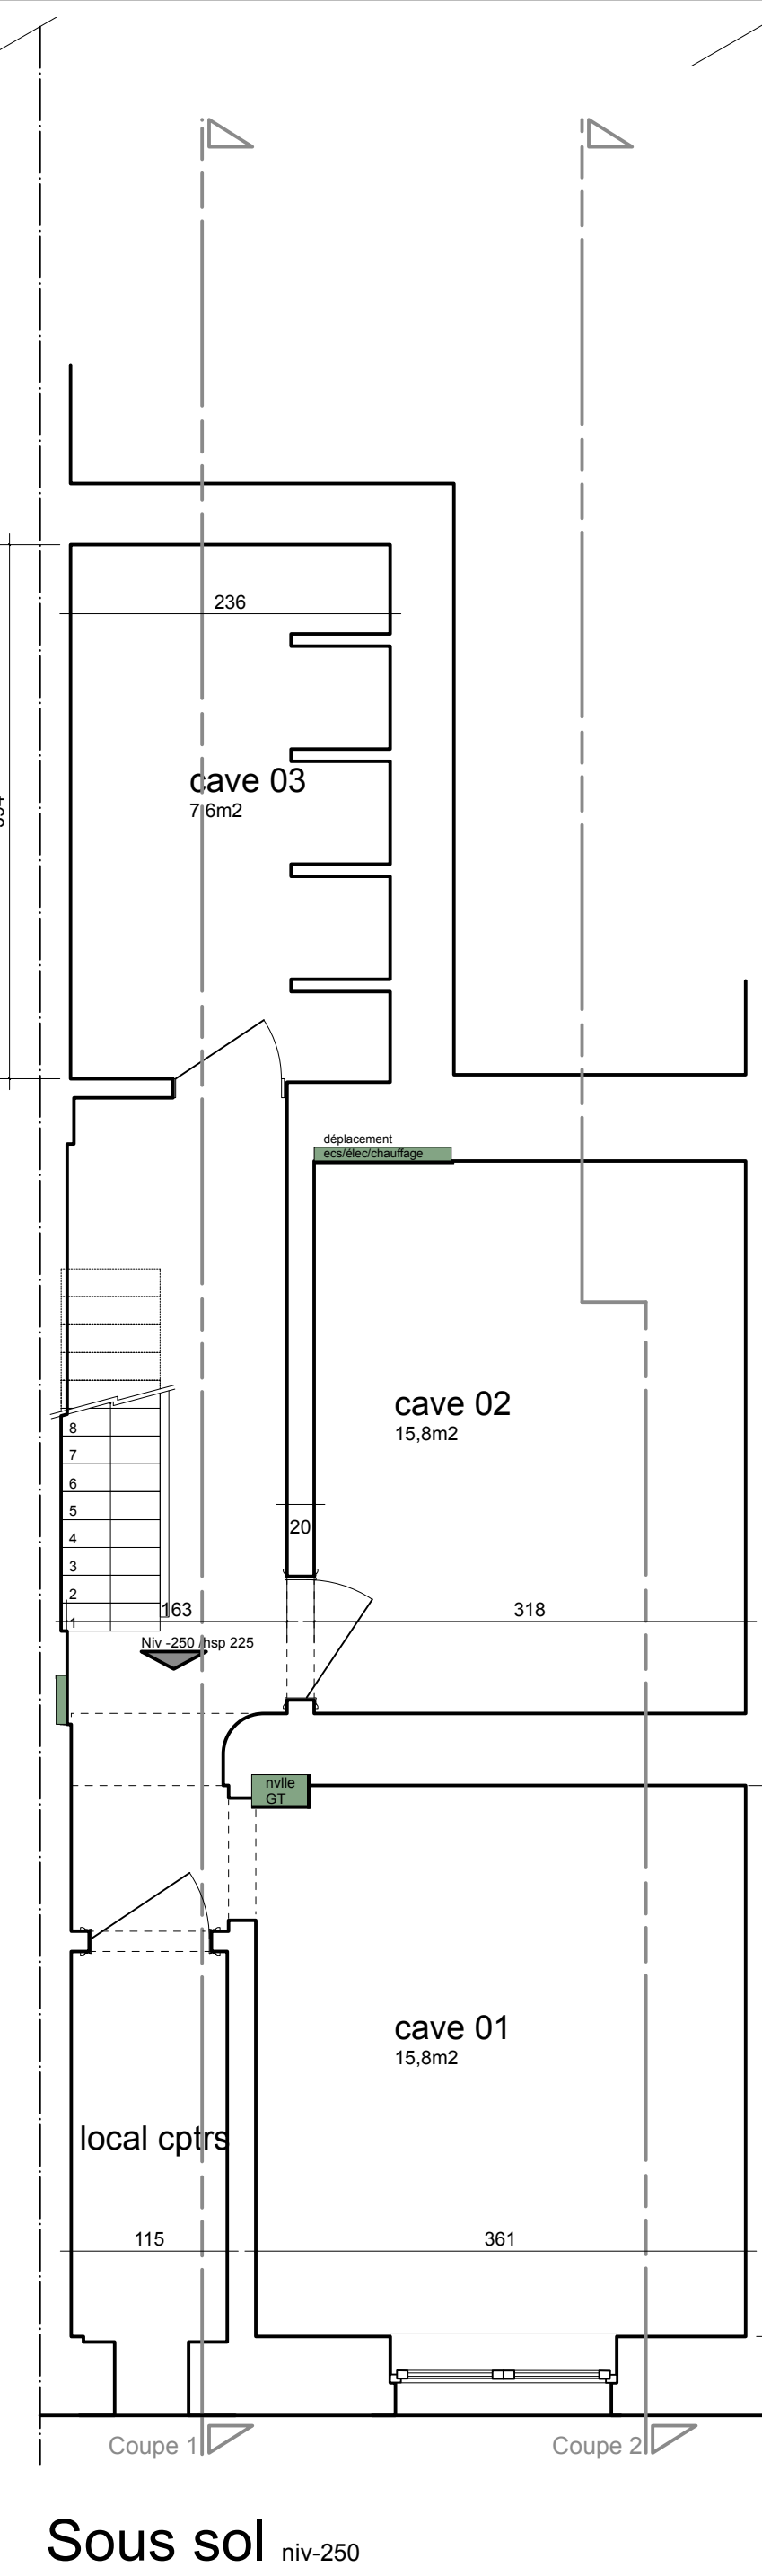 236
cave 03
7,6m2
déplacement
ecs/élec/chauffage
cave 02
15,8m2
8
7
6
5
4
3
2
1
20
163
318
Niv -250 /hsp 225
nvlle
GT
cave 01
15,8m2
local cptrs
115
361
Coupe 1
Coupe 2
Sous sol niv-250